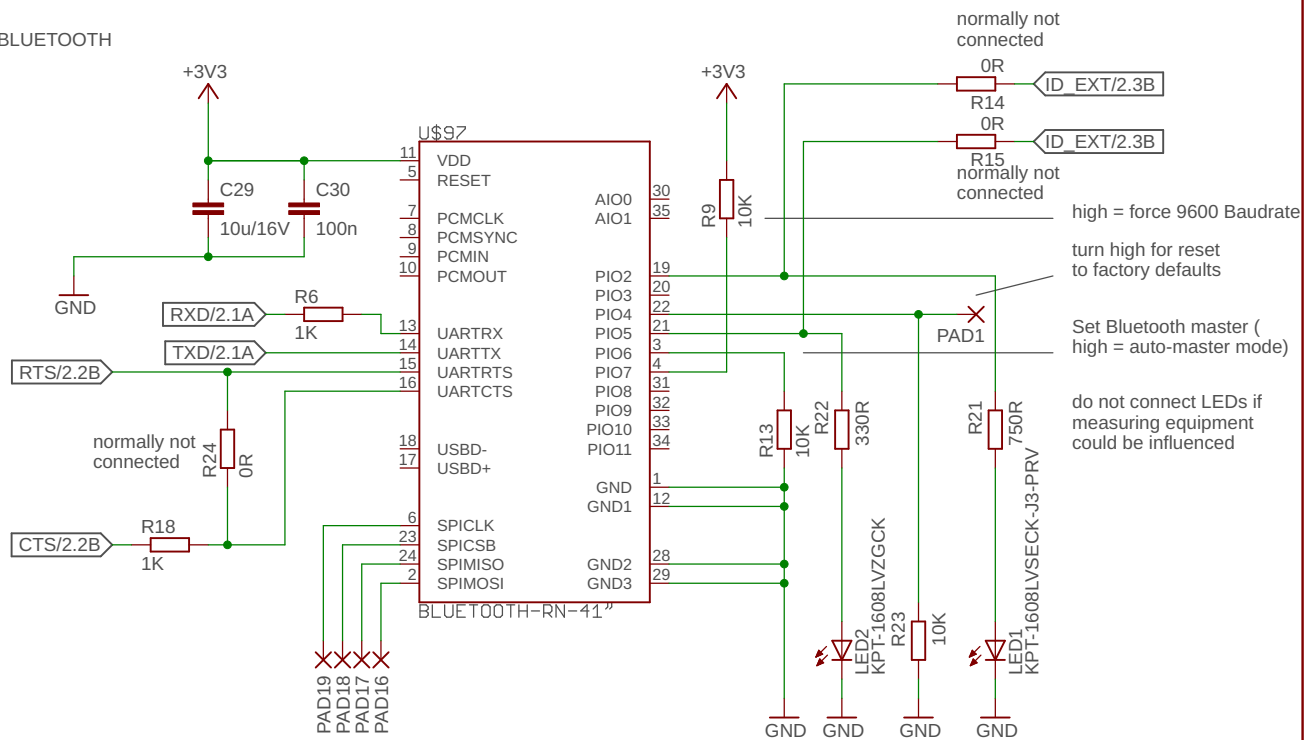 BLUETOOTH
normally not
connected
+3V3
+3V3
0R
R14
ID_EXT/2.3B
0R
R15
ID_EXT/2.3B
normally not
connected
U$97
11
VDD
5
RESET
7
PCMCLK
8
PCMSYNC
9
PCMIN
10
PCMOUT
13
UARTRX
14
UARTTX
15
UARTRTS
16
UARTCTS
18
USBD-
17
USBD+
6
SPICLK
23
SPICSB
24
SPIMISO
2
SPIMOSI
AIO0
30
AIO1
35
PIO2
19
PIO3
20
PIO4
22
PIO5
21
PIO6
3
PIO7
4
PIO8
31
PIO9
32
PIO10
33
PIO11
34
GND
1
GND1
12
GND2
28
GND3
29
BLUETOOTH-RN-41"
C29
10u/16V
C30
100n
GND
RXD/2.1A
R6
1K
TXD/2.1A
RTS/2.2B
normally not
connected
R24
0R
CTS/2.2B
R18
1K
PAD19
PAD18
PAD17
PAD16
R9
10K
high = force 9600 Baudrate
turn high for reset
to factory defaults
PAD1
Set Bluetooth master (
high = auto-master mode)
do not connect LEDs if
measuring equipment
could be influenced
R13
10K
R22
330R
R21
750R
LED2
KPT-1608LVZGCK
R23
10K
LED1
KPT-1608LVSECK-J3-PRV
GND
GND
GND
GND